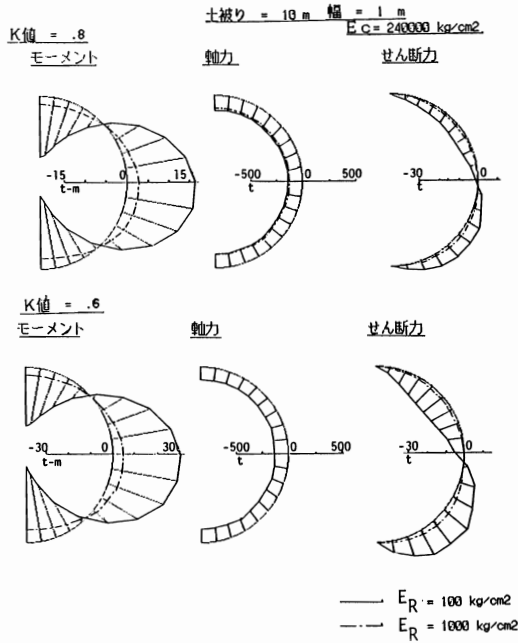 土被り = 10 m 幅 = 1 m
Ec = 240000 kg/cm2
K値 = .8
モーメント 軸力 せん断力
-15 0 15 -500 0 500 -30 0
t-m t t
K値 = .6
モーメント 軸力 せん断力
-30 0 30 -500 0 500 -30 0
t-m t t
ER = 100 kg/cm2
ER = 1000 kg/cm2